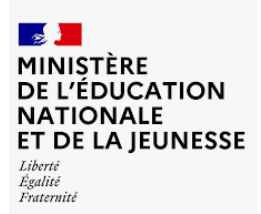 MINISTÈRE
DE L'ÉDUCATION
NATIONALE
ET DE LA JEUNESSE
Liberté
Égalité
Fraternité